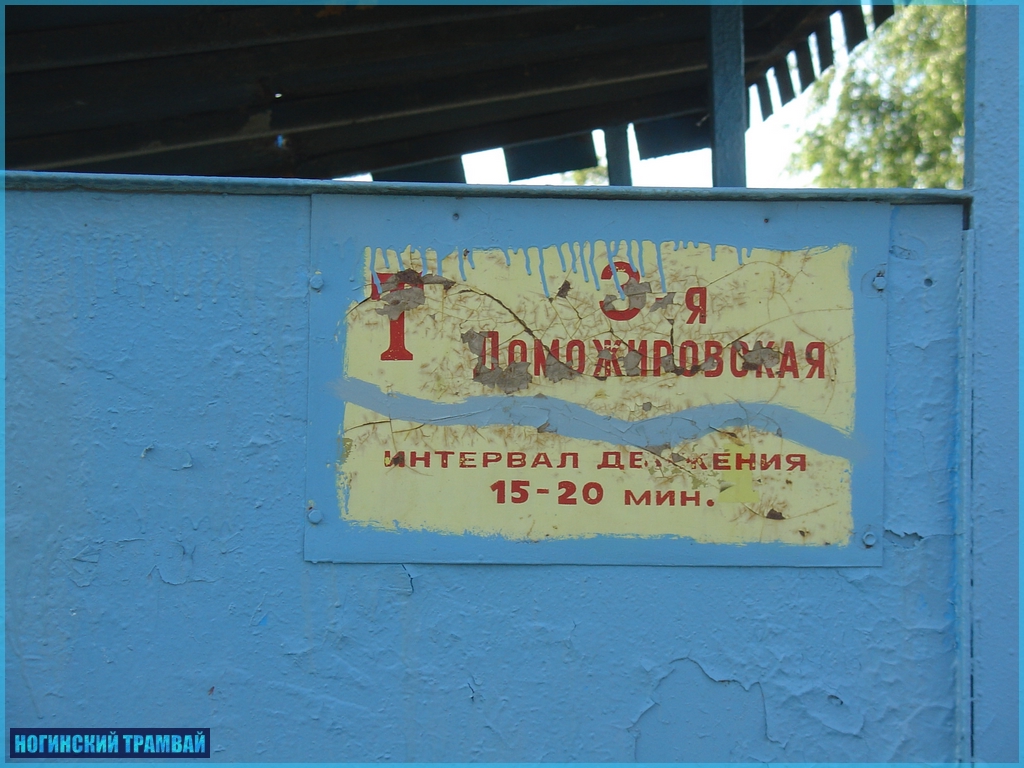 Т 3-я
Доможировская
ИНТЕРВАЛ ДВИЖЕНИЯ
15-20 мин.
НОГИНСКИЙ ТРАМВАЙ